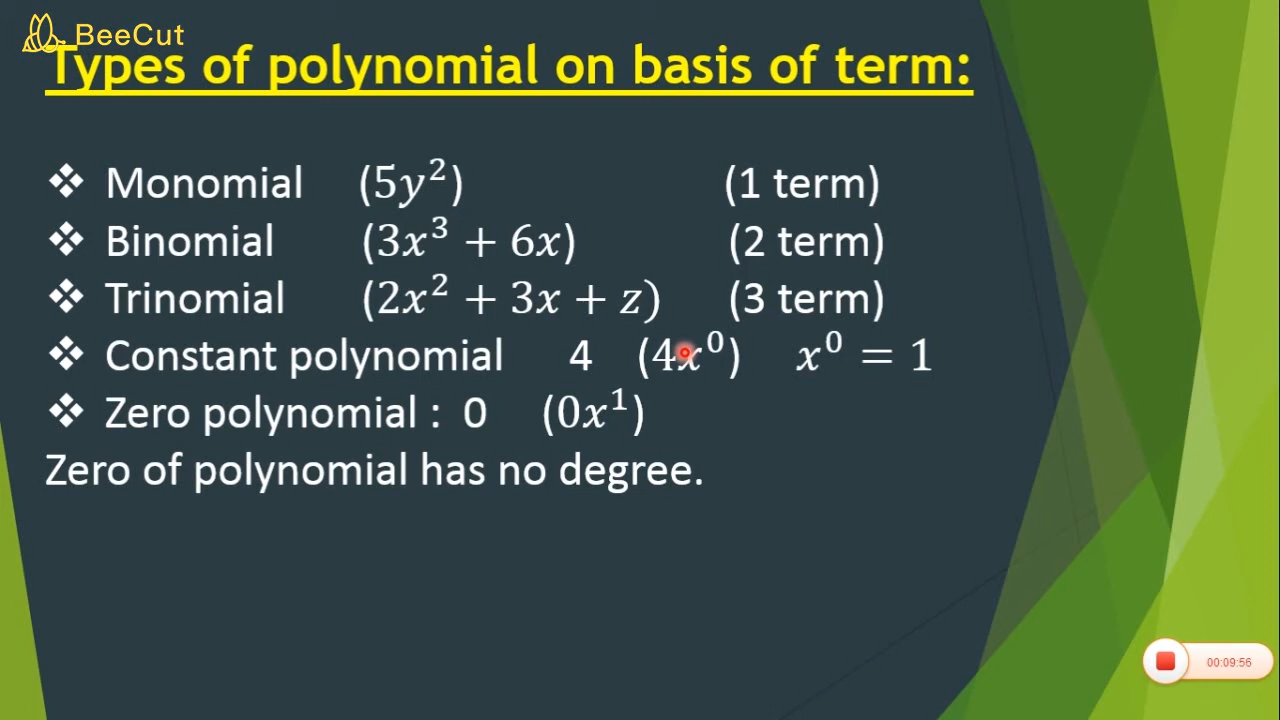 BeeCut
Types of polynomial on basis of term:
❖ Monomial (5y²) (1 term)
❖ Binomial (3x³ + 6x) (2 term)
❖ Trinomial (2x² + 3x + z) (3 term)
❖ Constant polynomial 4 (4x⁰) x⁰ = 1
❖ Zero polynomial : 0 (0x¹)
Zero of polynomial has no degree.
00:09:56